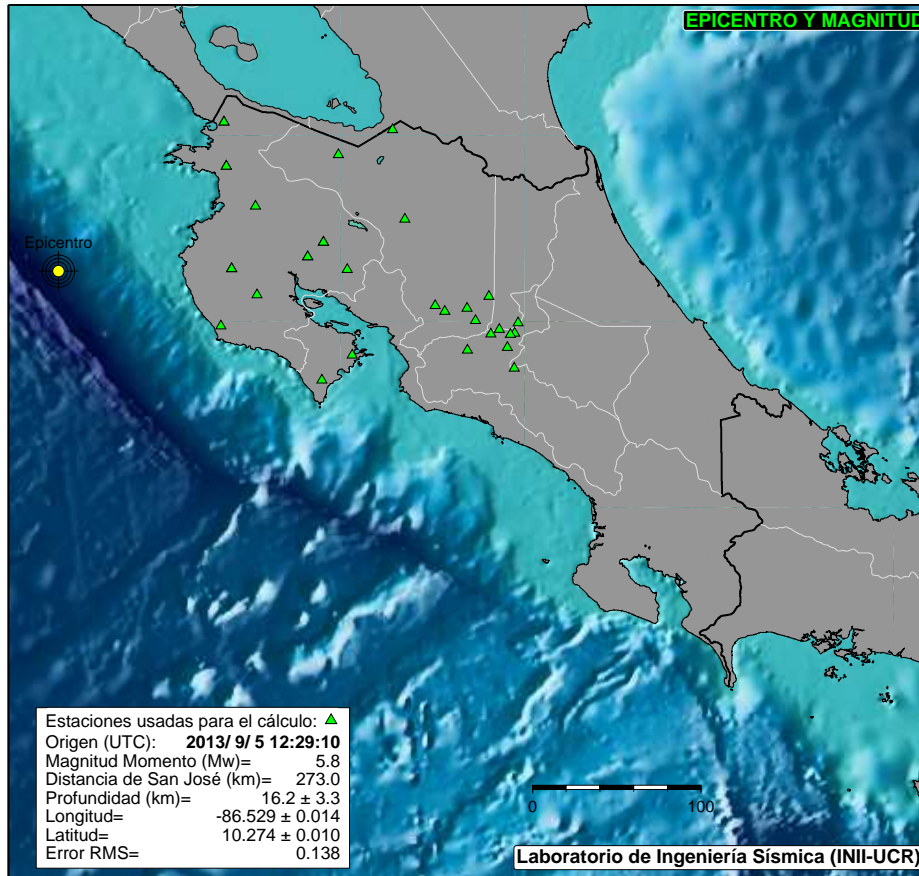 EPICENTRO Y MAGNITUD
Epicentro
Estaciones usadas para el cálculo:
Origen (UTC): 2013/ 9/ 5 12:29:10
Magnitud Momento (Mw)= 5.8
Distancia de San José (km)= 273.0
Profundidad (km)= 16.2 ± 3.3
Longitud= -86.529 ± 0.014
Latitud= 10.274 ± 0.010
Error RMS= 0.138
0 100
Laboratorio de Ingeniería Sísmica (INII-UCR)